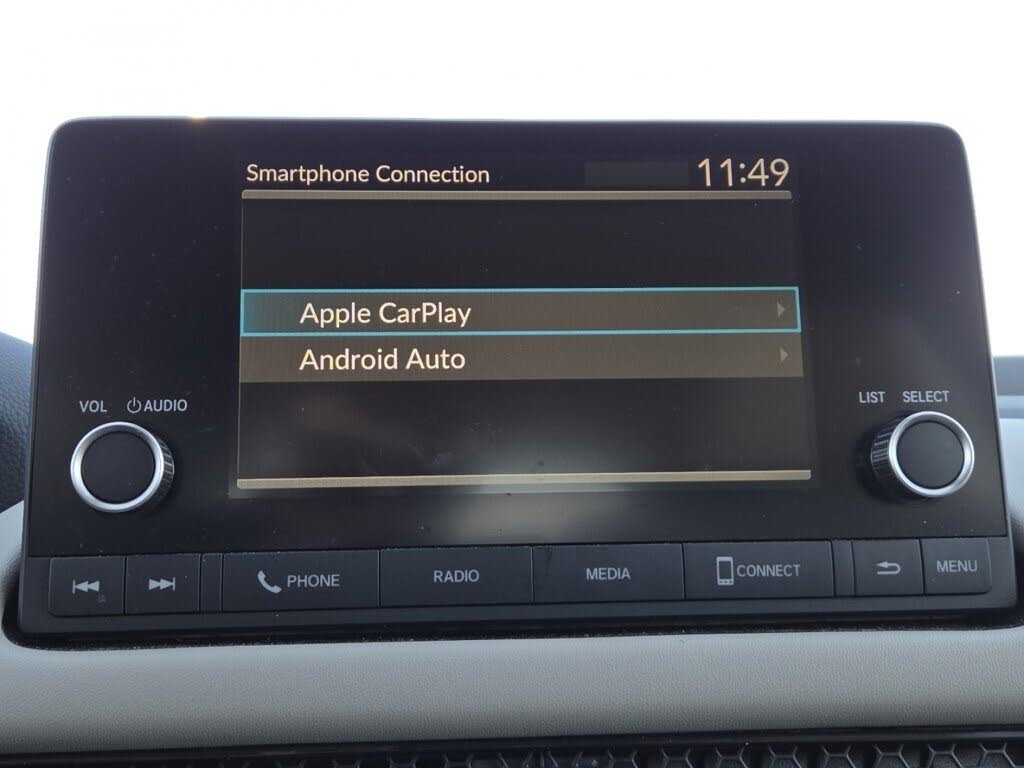 Smartphone Connection 11:49
Apple CarPlay
Android Auto
VOL AUDIO
LIST SELECT
PHONE RADIO MEDIA CONNECT MENU